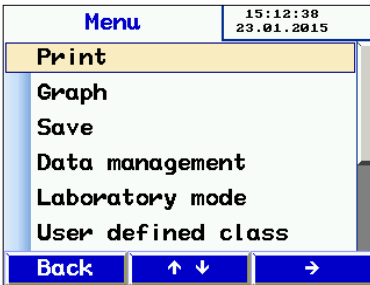 Menu
15:12:38
23.01.2015
Print
Graph
Save
Data management
Laboratory mode
User defined class
Back ↑ ↓ →